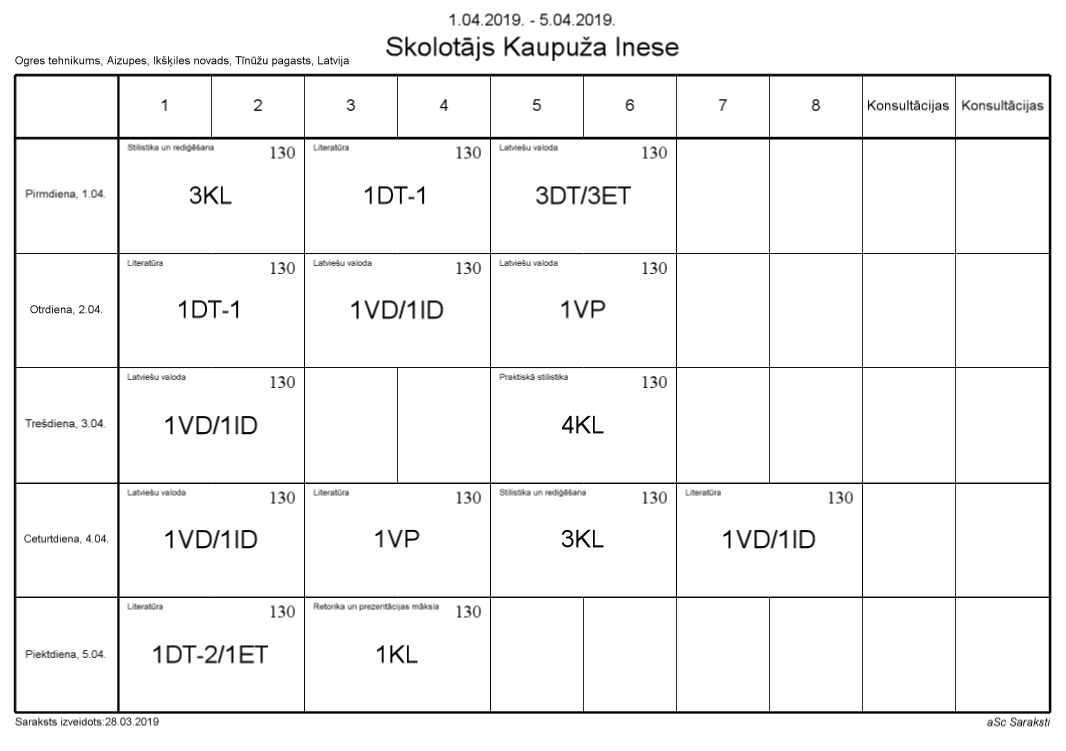 1.04.2019. - 5.04.2019.
Skolotājs Kaupuža Inese
Ogres tehnikums, Aizupes, Ikšķiles novads, Tīnūžu pagasts, Latvija
1 2 3 4 5 6 7 8 Konsultācijas Konsultācijas
Stilistika un rediģēšana 130 Literatūra 130 Latviešu valoda 130
Pirmdiena, 1.04. 3KL 1DT-1 3DT/3ET
Literatūra 130 Latviešu valoda 130 Latviešu valoda 130
Otrdiena, 2.04. 1DT-1 1VD/1ID 1VP
Latviešu valoda 130 Praktiskā stilistika 130
Trešdiena, 3.04. 1VD/1ID 4KL
Latviešu valoda 130 Literatūra 130 Stilistika un rediģēšana 130 Literatūra 130
Ceturtdiena, 4.04. 1VD/1ID 1VP 3KL 1VD/1ID
Literatūra 130 Retorika un prezentācijas māksla 130
Piektdiena, 5.04. 1DT-2/1ET 1KL
Saraksts izveidots:28.03.2019 aSc Saraksti